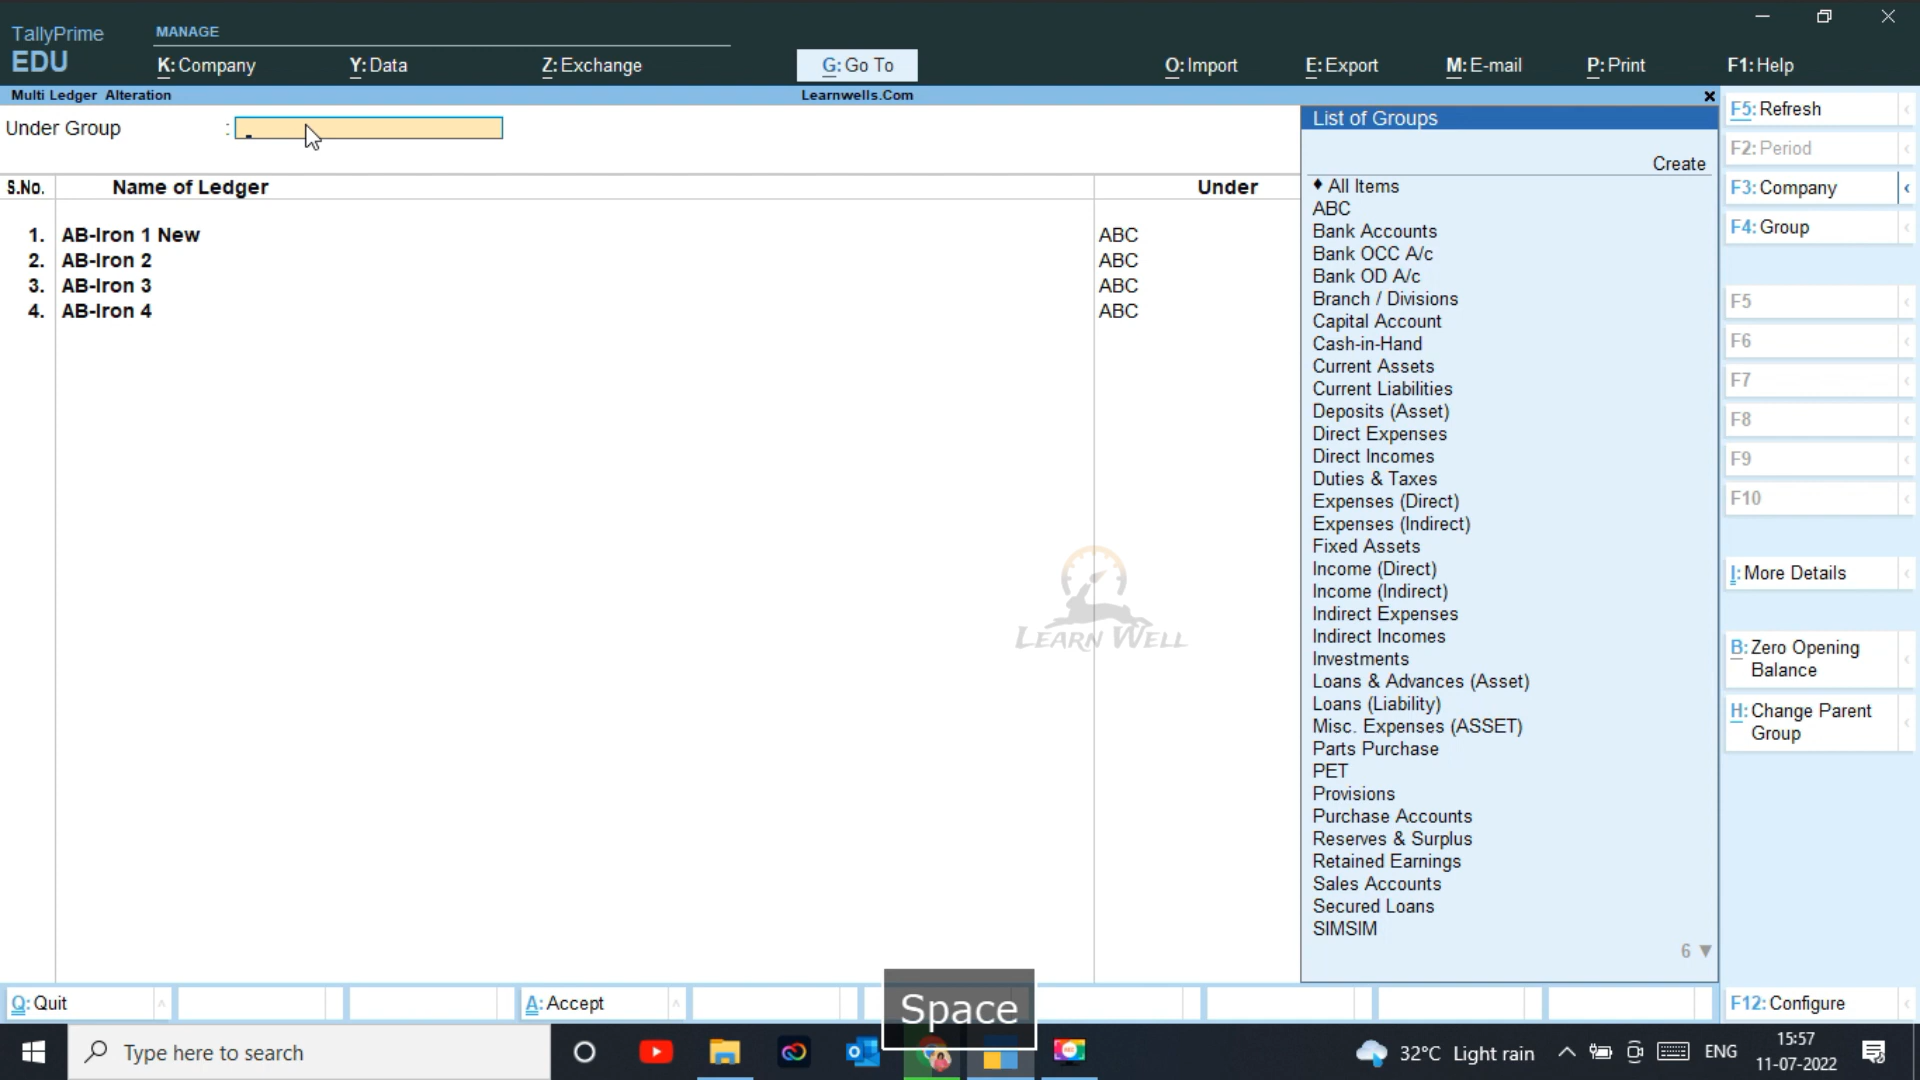 TallyPrime
EDU
MANAGE
K: Company
Y: Data
Z: Exchange
G: Go To
O: Import
E: Export
M: E-mail
P: Print
F1: Help
Multi Ledger Alteration
Learnwells.Com
Under Group :
S.No. Name of Ledger Under
1. AB-Iron 1 New ABC
2. AB-Iron 2 ABC
3. AB-Iron 3 ABC
4. AB-Iron 4 ABC
LEARN WELL
List of Groups
Create
♦ All Items
ABC
Bank Accounts
Bank OCC A/c
Bank OD A/c
Branch / Divisions
Capital Account
Cash-in-Hand
Current Assets
Current Liabilities
Deposits (Asset)
Direct Expenses
Direct Incomes
Duties & Taxes
Expenses (Direct)
Expenses (Indirect)
Fixed Assets
Income (Direct)
Income (Indirect)
Indirect Expenses
Indirect Incomes
Investments
Loans & Advances (Asset)
Loans (Liability)
Misc. Expenses (ASSET)
Parts Purchase
PET
Provisions
Purchase Accounts
Reserves & Surplus
Retained Earnings
Sales Accounts
Secured Loans
SIMSIM
6 ▼
F5: Refresh
F2: Period
F3: Company
F4: Group
F5
F6
F7
F8
F9
F10
I: More Details
B: Zero Opening
Balance
H: Change Parent
Group
Q: Quit
A: Accept
Space
F12: Configure
Type here to search
32°C Light rain
ENG
15:57
11-07-2022